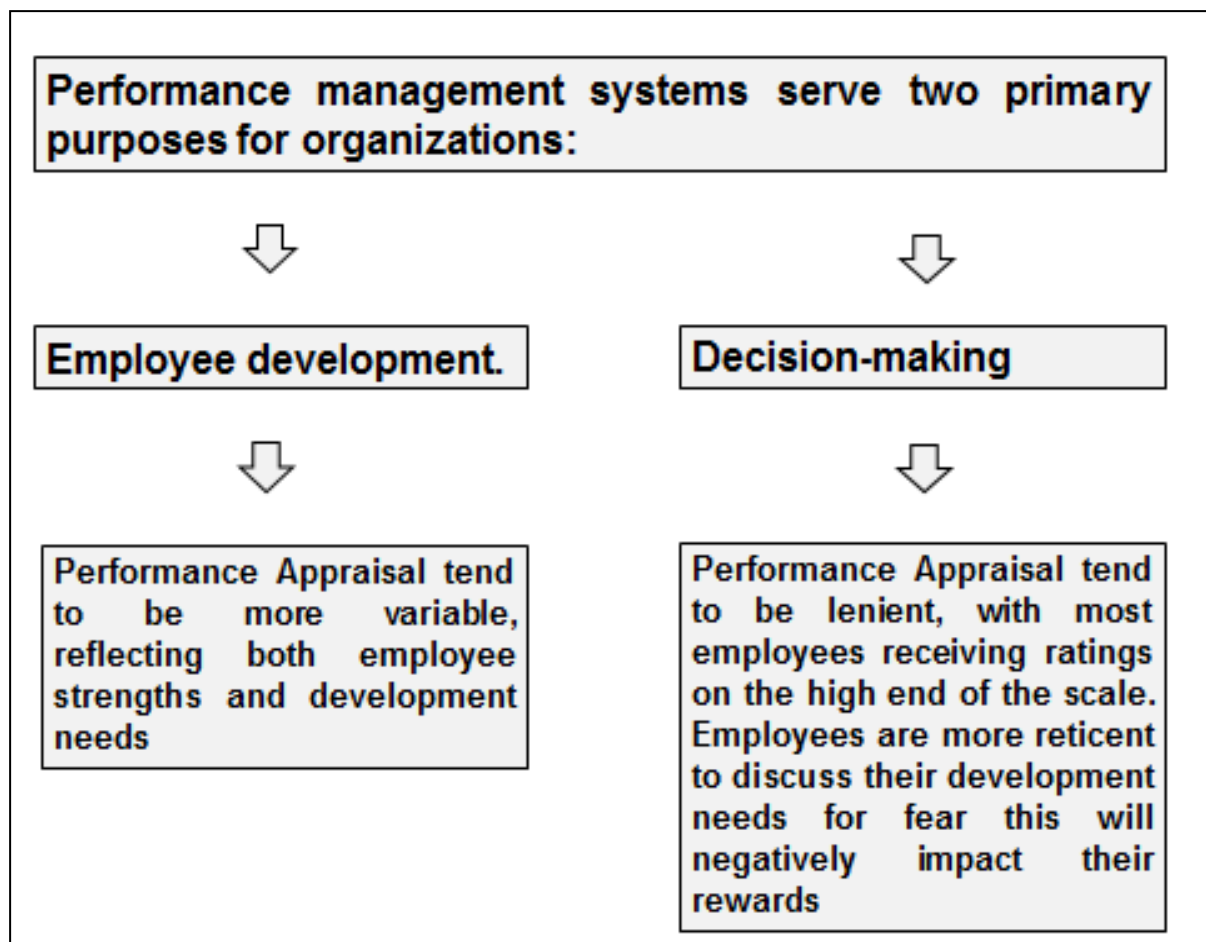 Performance management systems serve two primary
purposes for organizations:
Employee development.
Decision-making
Performance Appraisal tend
to be more variable,
reflecting both employee
strengths and development
needs
Performance Appraisal tend
to be lenient, with most
employees receiving ratings
on the high end of the scale.
Employees are more reticent
to discuss their development
needs for fear this will
negatively impact their
rewards